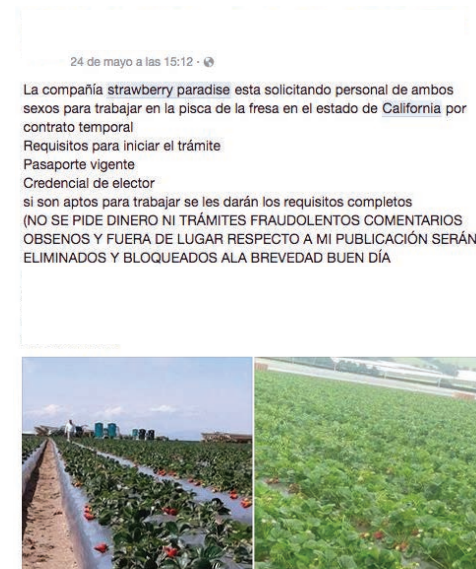 24 de mayo a las 15:12 ·
La compañía strawberry paradise esta solicitando personal de ambos
sexos para trabajar en la pisca de la fresa en el estado de California por
contrato temporal
Requisitos para iniciar el trámite
Pasaporte vigente
Credencial de elector
si son aptos para trabajar se les darán los requisitos completos
(NO SE PIDE DINERO NI TRÁMITES FRAUDOLENTOS COMENTARIOS
OBSENOS Y FUERA DE LUGAR RESPECTO A MI PUBLICACIÓN SERÁN
ELIMINADOS Y BLOQUEADOS ALA BREVEDAD BUEN DÍA